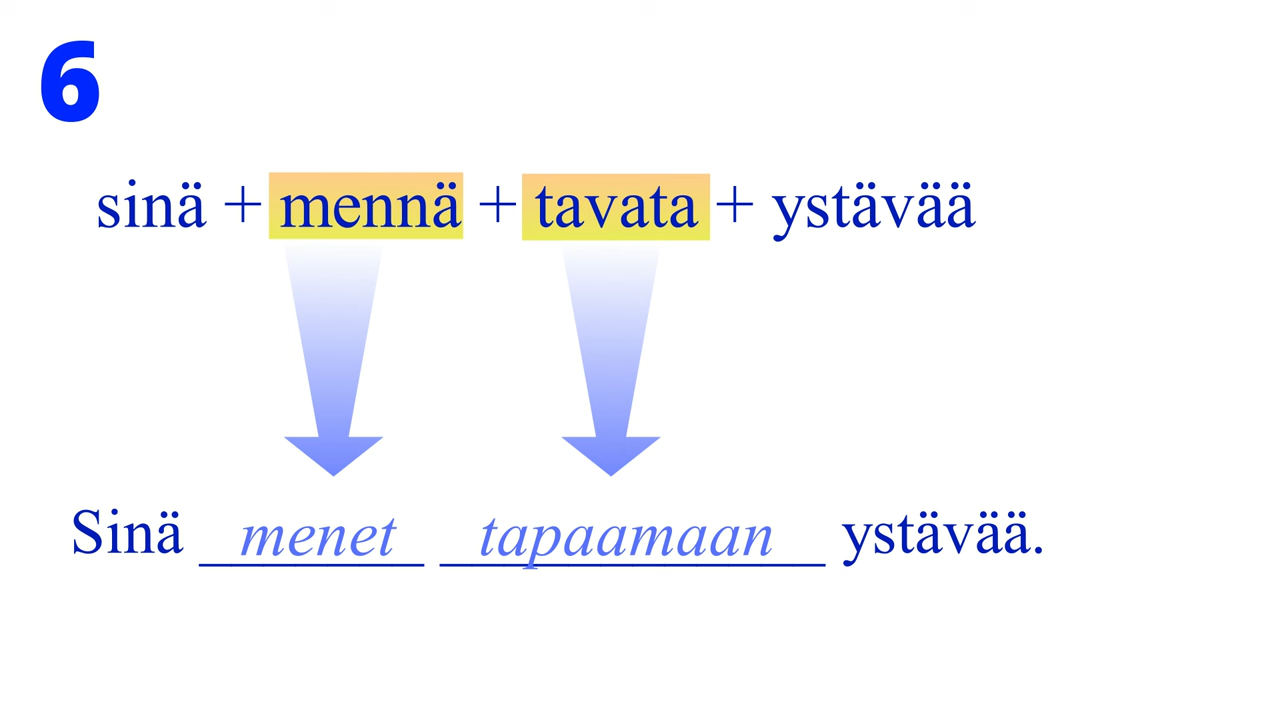 6
sinä + mennä + tavata + ystävää
Sinä menet tapaamaan ystävää.